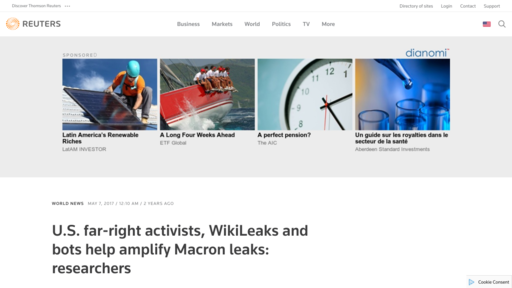 Discover Thomson Reuters
Directory of sites Login Contact Support
REUTERS
Business Markets World Politics TV More
SPONSORED
dianomi
Latin America's Renewable Riches
LatAM INVESTOR
A Long Four Weeks Ahead
ETF Global
A perfect pension?
The AIC
Un guide sur les royalties dans le secteur de la santé
Aberdeen Standard Investments
WORLD NEWS MAY 7, 2017 / 12:10 AM / 2 YEARS AGO
U.S. far-right activists, WikiLeaks and
bots help amplify Macron leaks:
researchers
Cookie Consent